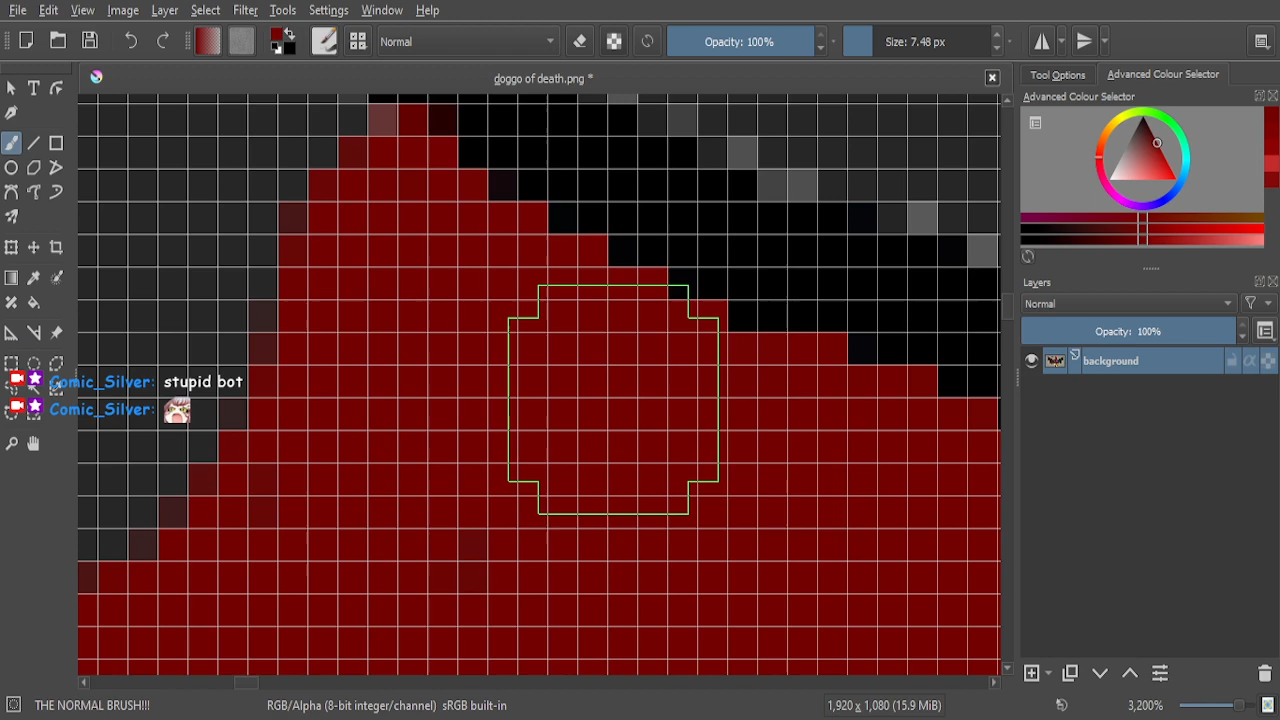 File Edit View Image Layer Select Filter Tools Settings Window Help
Normal Opacity: 100% Size: 7.48 px
doggo of death.png *
Tool Options Advanced Colour Selector
Advanced Colour Selector
Layers
Normal
Opacity: 100%
background
Comic_Silver: stupid bot
Comic_Silver:
THE NORMAL BRUSH!!! RGB/Alpha (8-bit integer/channel) sRGB built-in 1,920 x 1,080 (15.9 MiB) 3,200%